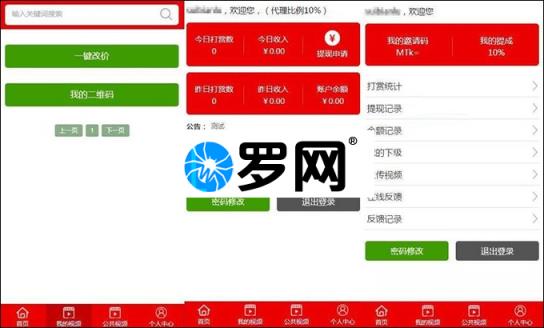 输入关键词搜索
一键改价
我的二维码
上一页 1 下一页
首页 我的视频 公共视频 个人中心
,欢迎您,(代理比例10%)
今日打赏数 今日收入
0 ¥0.00 提现申请
昨日打赏数 昨日收入 账户余额
0 ¥0.00 ¥0.00
公告: 测试
罗网®
密码修改 退出登录
首页 我的视频 公共视频 个人中心
,欢迎您
我的邀请码 我的提成
MTk= 10%
打赏统计
提现记录
余额记录
的下级
传视频
线反馈
反馈记录
密码修改 退出登录
首页 我的视频 公共视频 个人中心